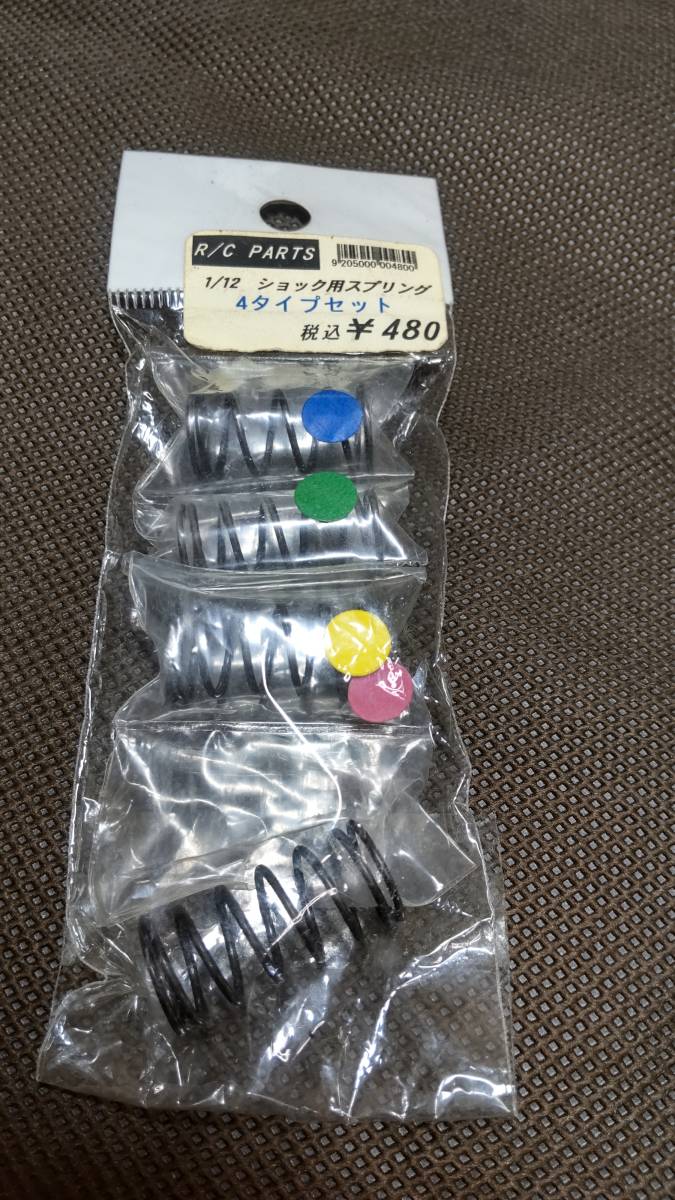 R/C PARTS
9 205000 004800
1/12 ショック用スプリング
4タイプセット
税込 ¥480